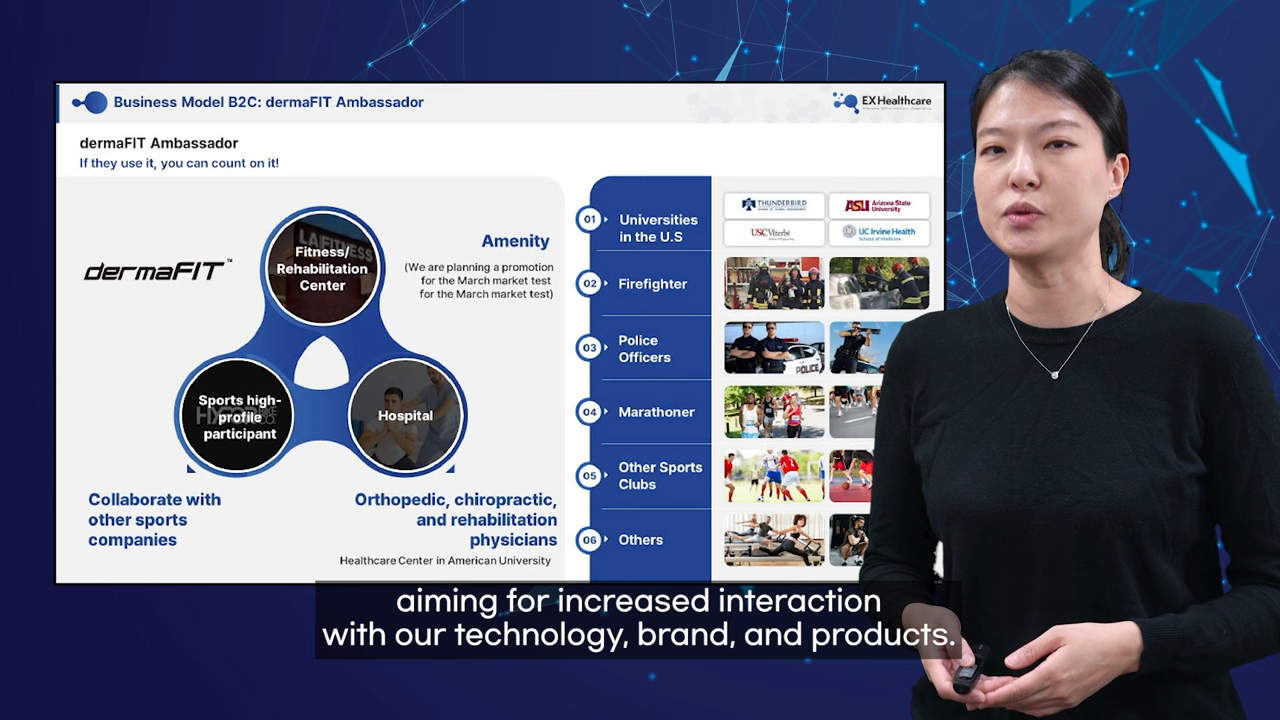 Business Model B2C: dermaFIT Ambassador
EX Healthcare
dermaFIT Ambassador
If they use it, you can count on it!
dermaFIT™
Fitness/
Rehabilitation
Center
Amenity
(We are planning a promotion
for the March market test
for the March market test)
Sports high-
profile
participant
Hospital
Collaborate with
other sports
companies
Orthopedic, chiropractic,
and rehabilitation
physicians
Healthcare Center in American University
01
Universities
in the U.S
02
Firefighter
03
Police
Officers
04
Marathoner
05
Other Sports
Clubs
06
Others
THUNDERBIRD
ASU Arizona State
University
USC Viterbi
UC Irvine Health
School of Medicine
POLICE
aiming for increased interaction
with our technology, brand, and products.